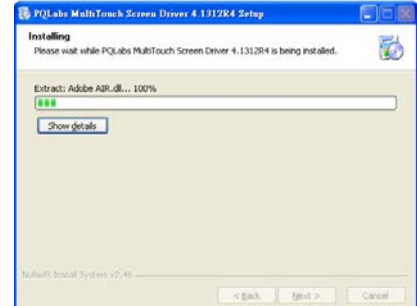 PQLabs MultiTouch Screen Driver 4.1312R4 Setup
Installing
Please wait while PQLabs MultiTouch Screen Driver 4.1312R4 is being installed.
Extract: Adobe AIR.dll... 100%
Show details
Nullsoft Install System v2.46
< Back Next > Cancel